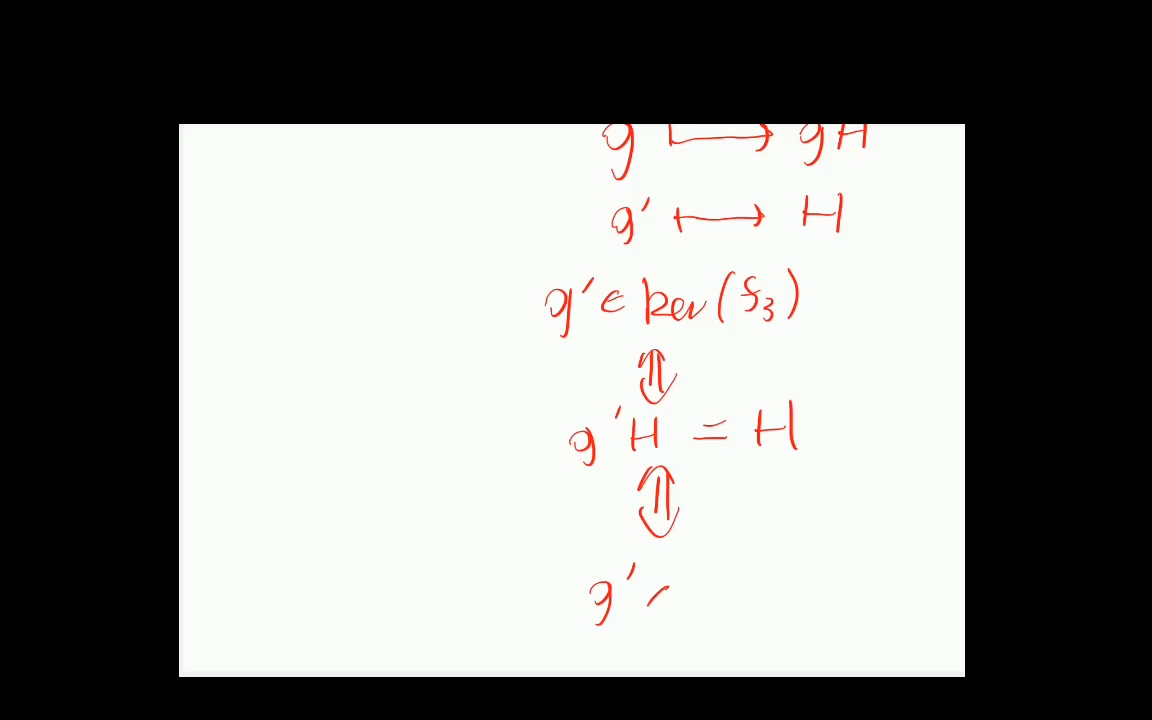 g ↦ gH
g' ↦ H
g' ∈ ker(f₃)
⇕
g'H = H
⇕
g'